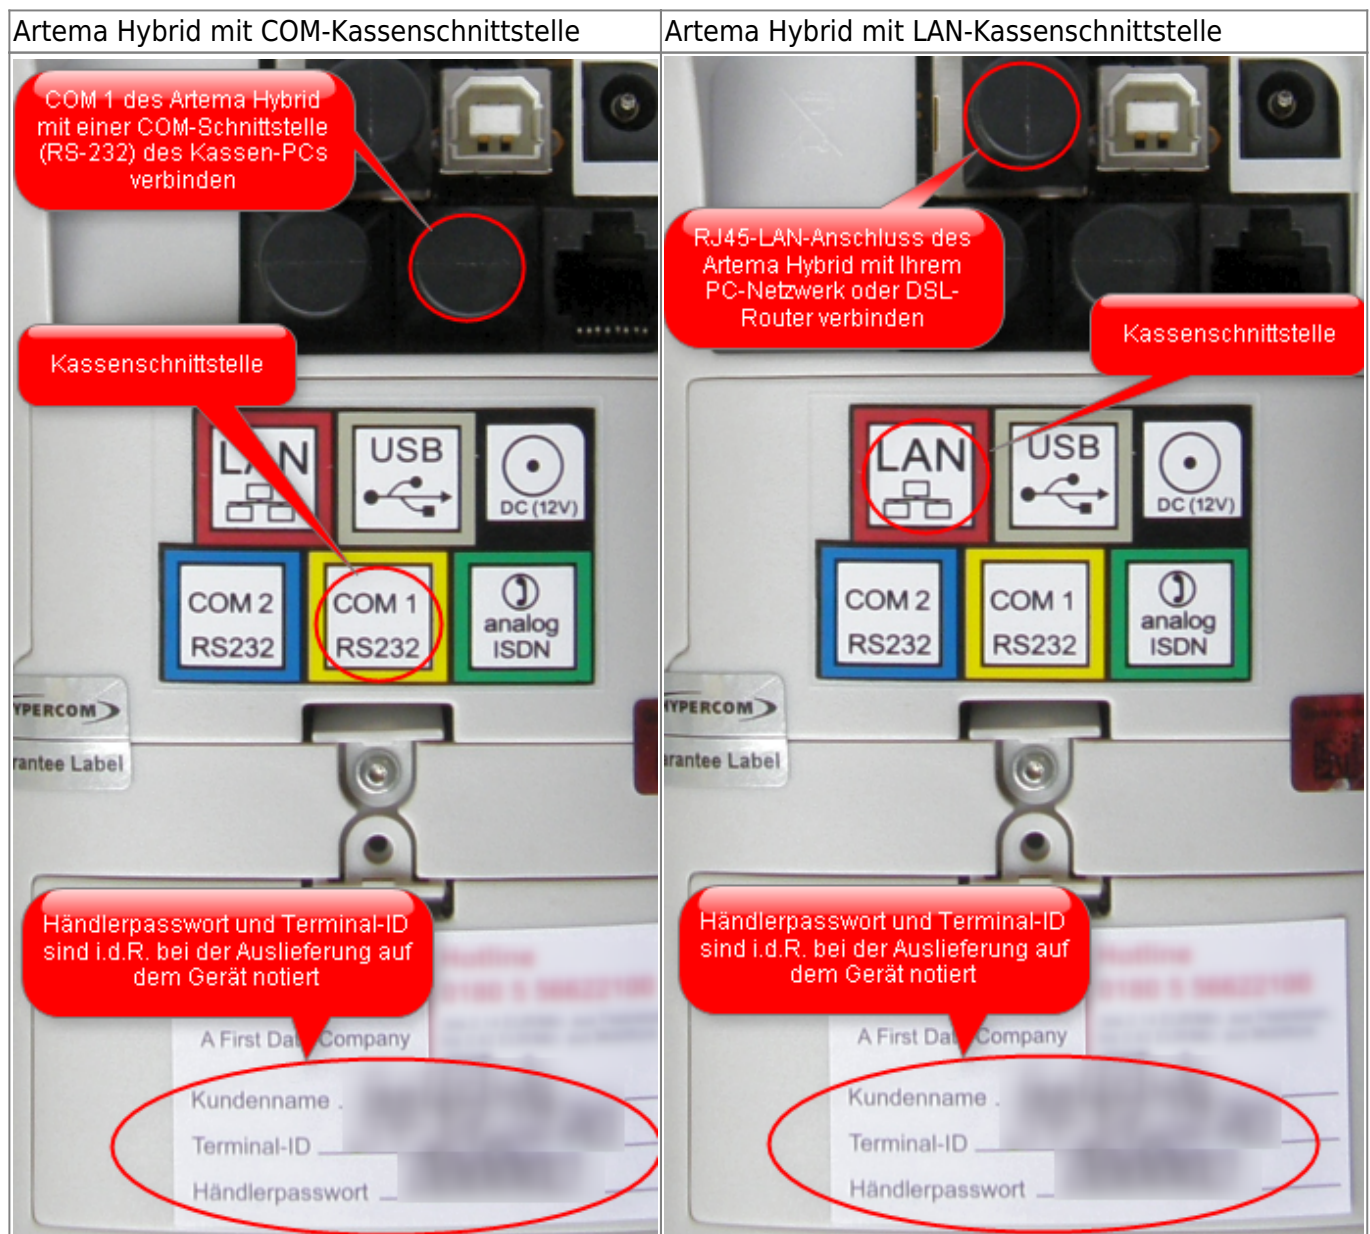 Artema Hybrid mit COM-Kassenschnittstelle
COM 1 des Artema Hybrid
mit einer COM-Schnittstelle
(RS-232) des Kassen-PCs
verbinden
Kassenschnittstelle
LAN
USB
DC (12V)
COM 2
RS232
COM 1
RS232
analog
ISDN
HYPERCOM
rantee Label
Händlerpasswort und Terminal-ID
sind i.d.R. bei der Auslieferung auf
dem Gerät notiert
A First Data Company
Kundenname
Terminal-ID
Händlerpasswort
Artema Hybrid mit LAN-Kassenschnittstelle
RJ45-LAN-Anschluss des
Artema Hybrid mit Ihrem
PC-Netzwerk oder DSL-
Router verbinden
Kassenschnittstelle
LAN
USB
DC (12V)
COM 2
RS232
COM 1
RS232
analog
ISDN
HYPERCOM
arantee Label
Händlerpasswort und Terminal-ID
sind i.d.R. bei der Auslieferung auf
dem Gerät notiert
A First Data Company
Kundenname
Terminal-ID
Händlerpasswort